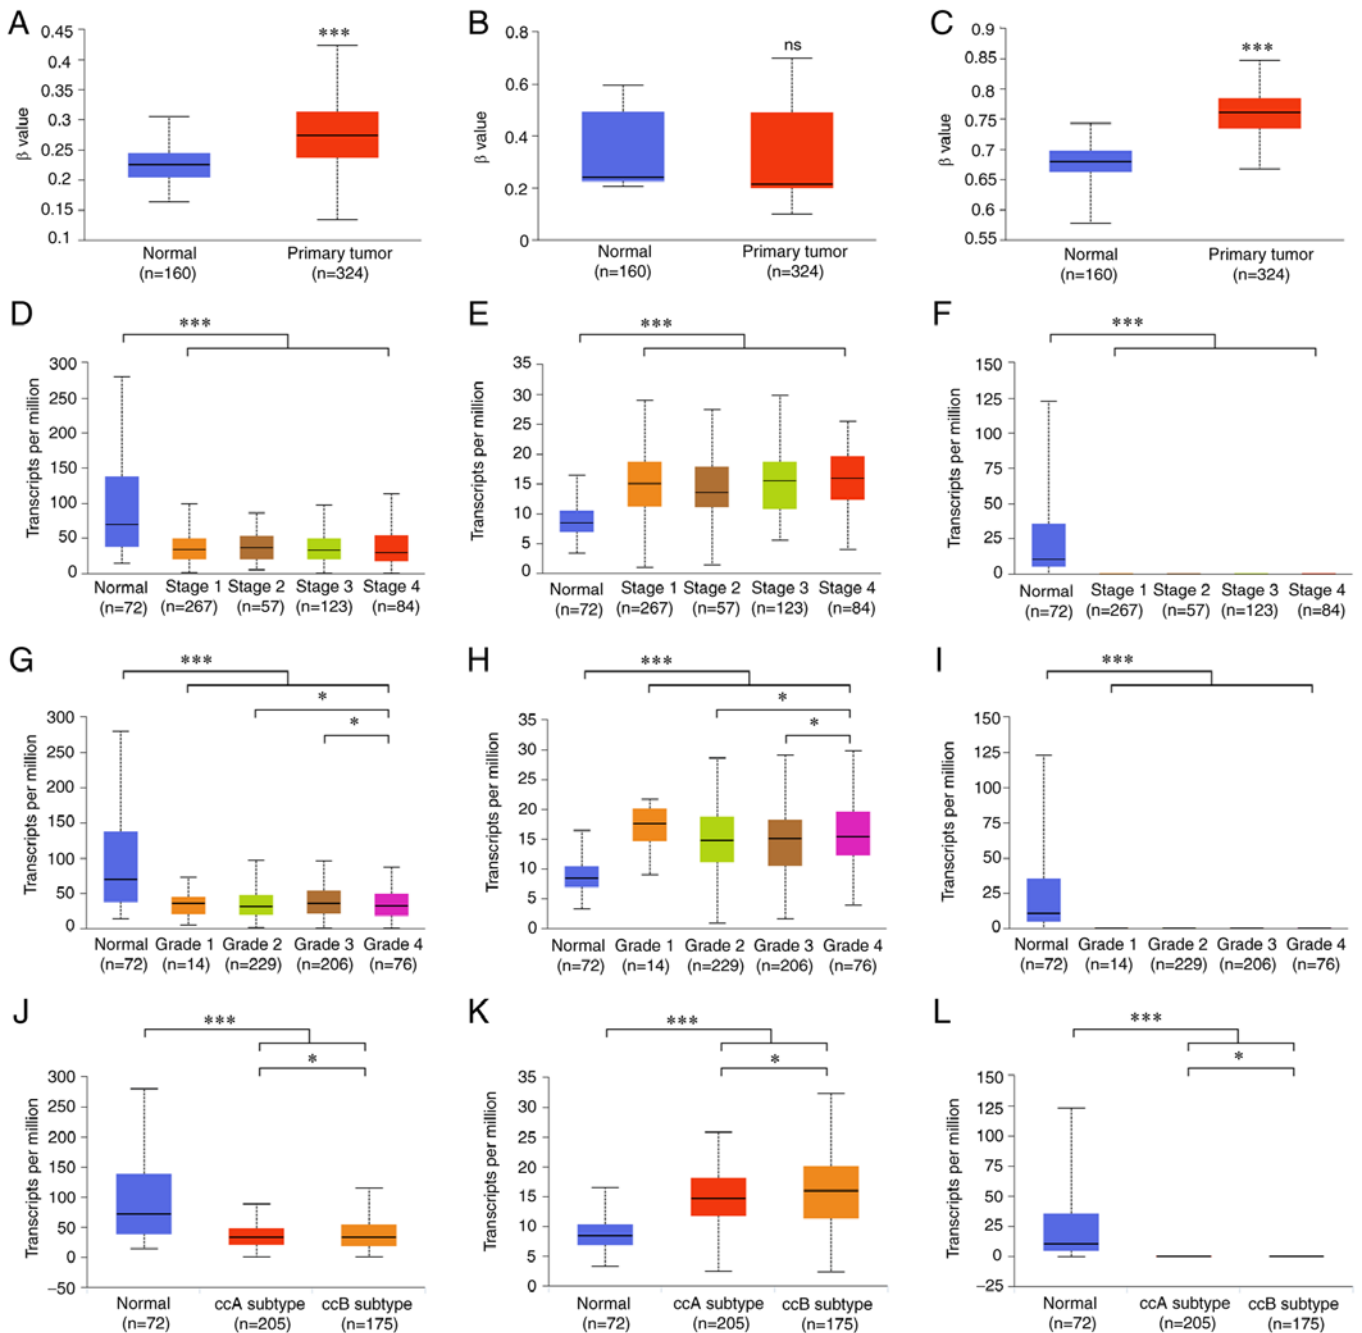 A
0.45
0.4
0.35
0.3
0.25
0.2
0.15
0.1
β value
***
Normal
(n=160)
Primary tumor
(n=324)
B
0.8
0.6
0.4
0.2
0
β value
ns
Normal
(n=160)
Primary tumor
(n=324)
C
0.9
0.85
0.8
0.75
0.7
0.65
0.6
0.55
β value
***
Normal
(n=160)
Primary tumor
(n=324)
D
***
300
250
200
150
100
50
0
Transcripts per million
Normal Stage 1 Stage 2 Stage 3 Stage 4
(n=72) (n=267) (n=57) (n=123) (n=84)
E
***
35
30
25
20
15
10
5
0
Transcripts per million
Normal Stage 1 Stage 2 Stage 3 Stage 4
(n=72) (n=267) (n=57) (n=123) (n=84)
F
***
150
125
100
75
50
25
0
Transcripts per million
Normal Stage 1 Stage 2 Stage 3 Stage 4
(n=72) (n=267) (n=57) (n=123) (n=84)
G
***
*
*
300
250
200
150
100
50
0
Transcripts per million
Normal Grade 1 Grade 2 Grade 3 Grade 4
(n=72) (n=14) (n=229) (n=206) (n=76)
H
***
*
*
35
30
25
20
15
10
5
0
Transcripts per million
Normal Grade 1 Grade 2 Grade 3 Grade 4
(n=72) (n=14) (n=229) (n=206) (n=76)
I
***
150
125
100
75
50
25
0
Transcripts per million
Normal Grade 1 Grade 2 Grade 3 Grade 4
(n=72) (n=14) (n=229) (n=206) (n=76)
J
***
*
300
250
200
150
100
50
0
−50
Transcripts per million
Normal ccA subtype ccB subtype
(n=72) (n=205) (n=175)
K
***
*
35
30
25
20
15
10
5
0
Transcripts per million
Normal ccA subtype ccB subtype
(n=72) (n=205) (n=175)
L
***
*
150
125
100
75
50
25
0
−25
Transcripts per million
Normal ccA subtype ccB subtype
(n=72) (n=205) (n=175)